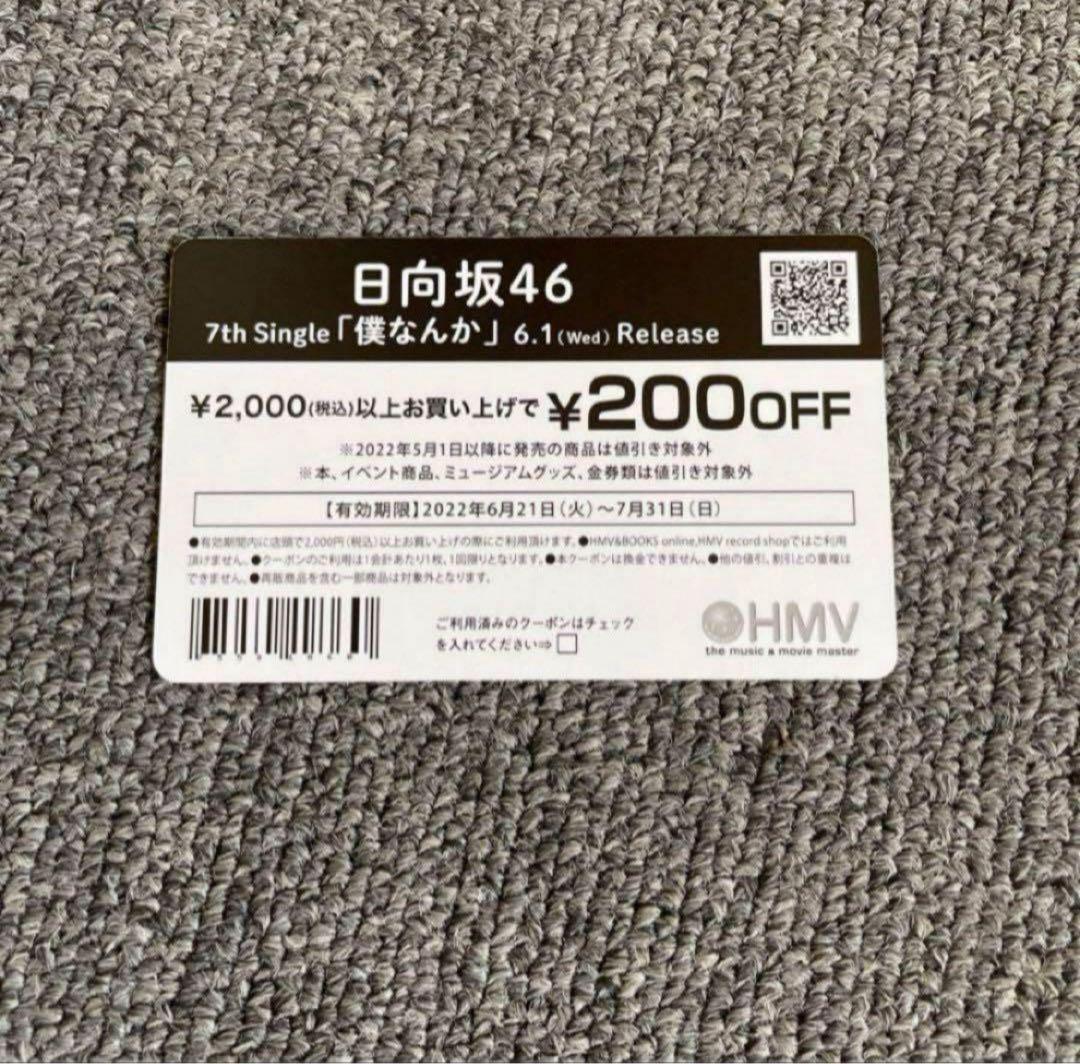 日向坂46
7th Single「僕なんか」 6.1(Wed) Release
¥2,000(税込)以上お買い上げで ¥200OFF
※2022年5月1日以降に発売の商品は値引き対象外
※本、イベント商品、ミュージアムグッズ、金券類は値引き対象外
【有効期限】2022年6月21日(火)～7月31日(日)
●有効期間内に店頭で2,000円(税込)以上お買い上げの際にご利用頂けます。●HMV&BOOKS online,HMV record shopではご利用
頂けません。●クーポンのご利用は1会計あたり1枚、1回限りとなります。●本クーポンは換金できません。●他の値引、割引との重複は
できません。●再販商品を含む一部商品は対象外となります。
ご利用済みのクーポンはチェック
を入れてください⇒□
HMV
the music & movie master